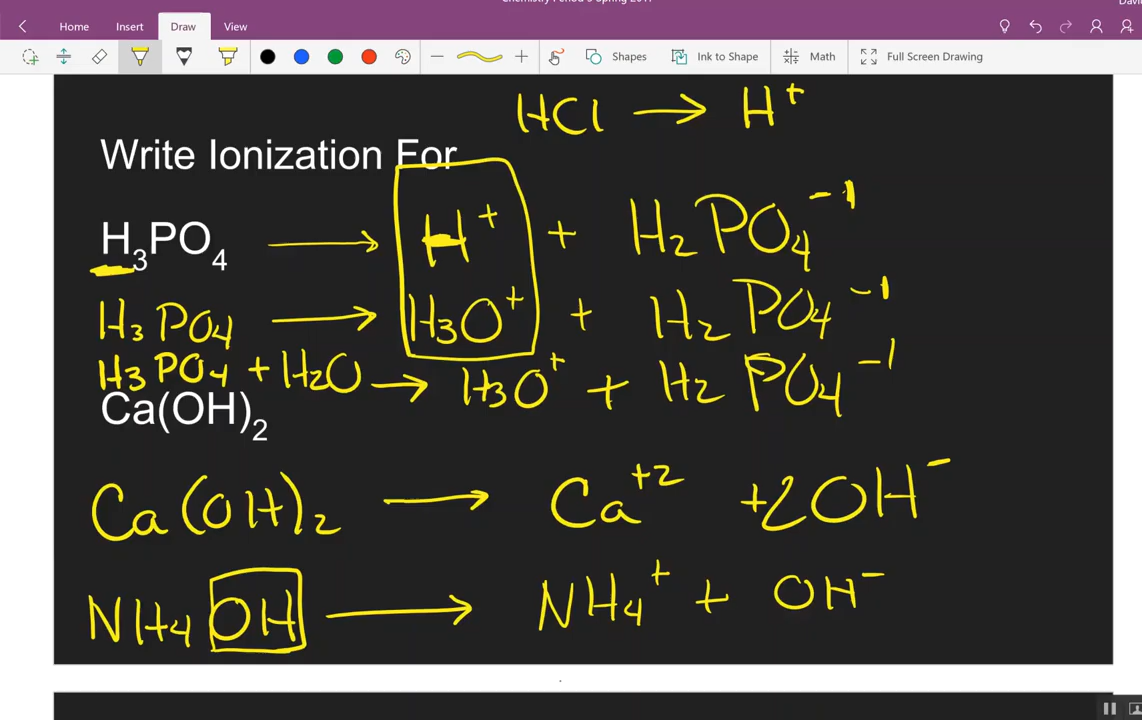 Home Insert Draw View
Shapes Ink to Shape Math Full Screen Drawing
HCl → H⁺
Write Ionization For
H₃PO₄ → H⁺ + H₂PO₄⁻¹
H₃PO₄ → H₃O⁺ + H₂PO₄⁻¹
H₃PO₄ + H₂O → H₃O⁺ + H₂PO₄⁻¹
Ca(OH)₂
Ca(OH)₂ → Ca⁺² + 2OH⁻
NH₄OH → NH₄⁺ + OH⁻